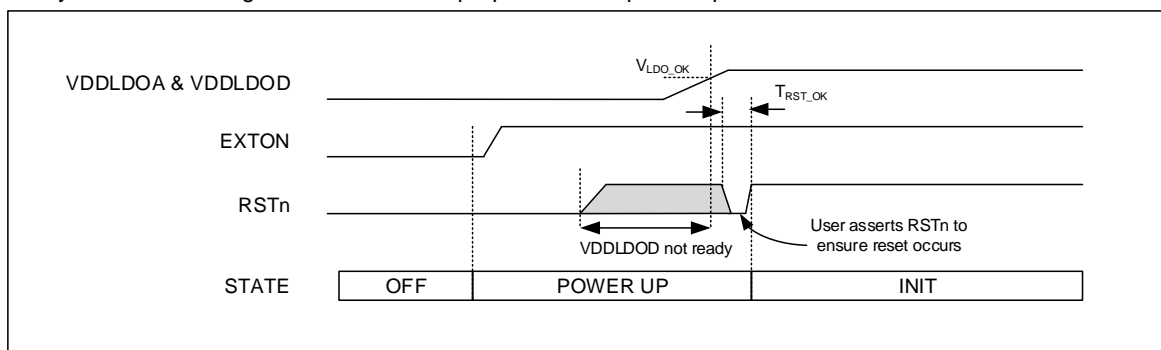 VLDO_OK
VDDLDOA & VDDLDOD
TRST_OK
EXTON
RSTn
User asserts RSTn to
ensure reset occurs
VDDLDOD not ready
STATE
OFF
POWER UP
INIT